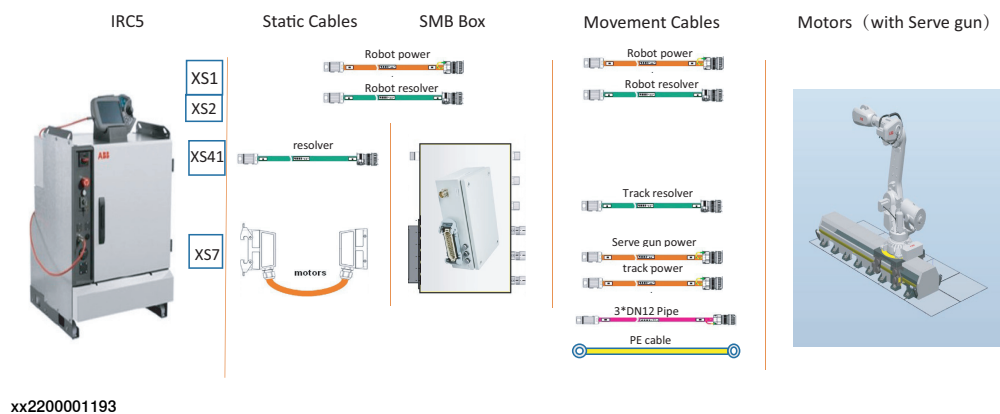 IRC5
Static Cables
SMB Box
Movement Cables
Motors（with Serve gun）
XS1
XS2
XS41
XS7
ABB
Robot power
Robot resolver
resolver
motors
Robot power
Robot resolver
Track resolver
Serve gun power
track power
3*DN12 Pipe
PE cable
xx2200001193